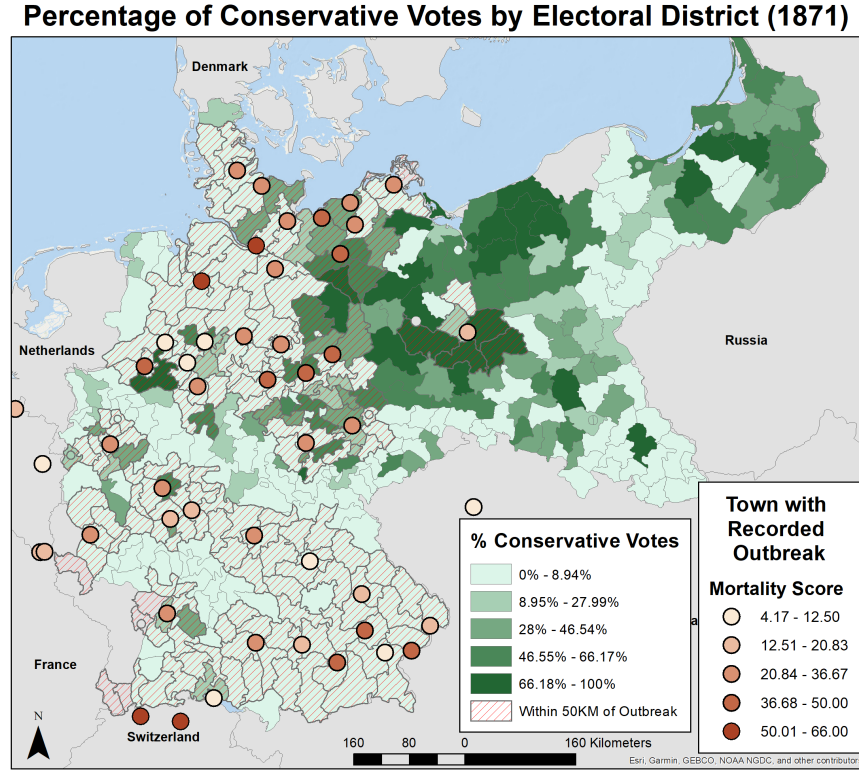 Percentage of Conservative Votes by Electoral District (1871)
Denmark
Netherlands
Russia
France
Switzerland
a
N
160 80 0 160 Kilometers
% Conservative Votes
0% - 8.94%
8.95% - 27.99%
28% - 46.54%
46.55% - 66.17%
66.18% - 100%
Within 50KM of Outbreak
Town with
Recorded
Outbreak
Mortality Score
4.17 - 12.50
12.51 - 20.83
20.84 - 36.67
36.68 - 50.00
50.01 - 66.00
Esri, Garmin, GEBCO, NOAA NGDC, and other contributor